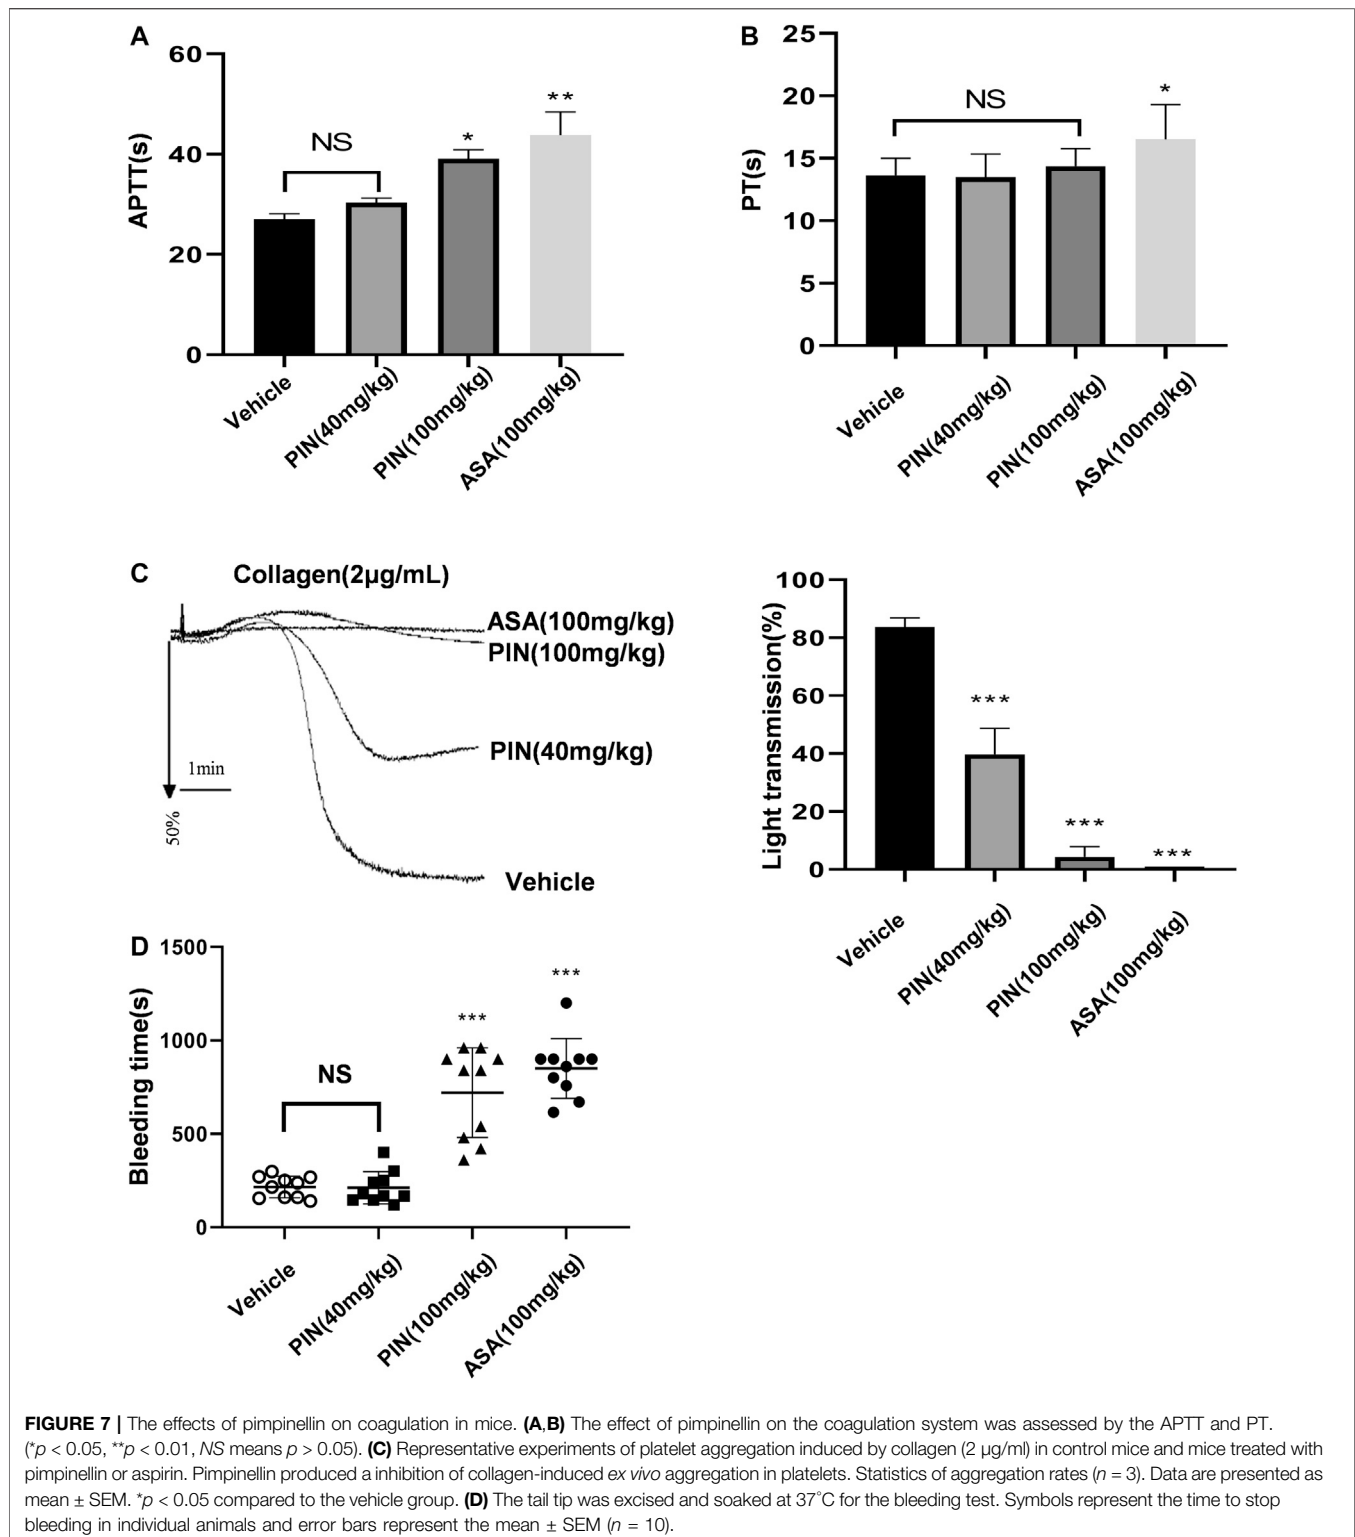 A
60
40
20
0
APTT(s)
NS
*
**
Vehicle
PIN(40mg/kg)
PIN(100mg/kg)
ASA(100mg/kg)
B
25
20
15
10
5
0
PT(s)
NS
*
Vehicle
PIN(40mg/kg)
PIN(100mg/kg)
ASA(100mg/kg)
C
Collagen(2µg/mL)
ASA(100mg/kg)
PIN(100mg/kg)
PIN(40mg/kg)
Vehicle
1min
50%
100
80
60
40
20
0
Light transmission(%)
***
***
***
Vehicle
PIN(40mg/kg)
PIN(100mg/kg)
ASA(100mg/kg)
D
1500
1000
500
0
Bleeding time(s)
NS
***
***
Vehicle
PIN(40mg/kg)
PIN(100mg/kg)
ASA(100mg/kg)
FIGURE 7 | The effects of pimpinellin on coagulation in mice. (A,B) The effect of pimpinellin on the coagulation system was assessed by the APTT and PT.
(*p < 0.05, **p < 0.01, NS means p > 0.05). (C) Representative experiments of platelet aggregation induced by collagen (2 µg/ml) in control mice and mice treated with
pimpinellin or aspirin. Pimpinellin produced a inhibition of collagen-induced ex vivo aggregation in platelets. Statistics of aggregation rates (n = 3). Data are presented as
mean ± SEM. *p < 0.05 compared to the vehicle group. (D) The tail tip was excised and soaked at 37°C for the bleeding test. Symbols represent the time to stop
bleeding in individual animals and error bars represent the mean ± SEM (n = 10).